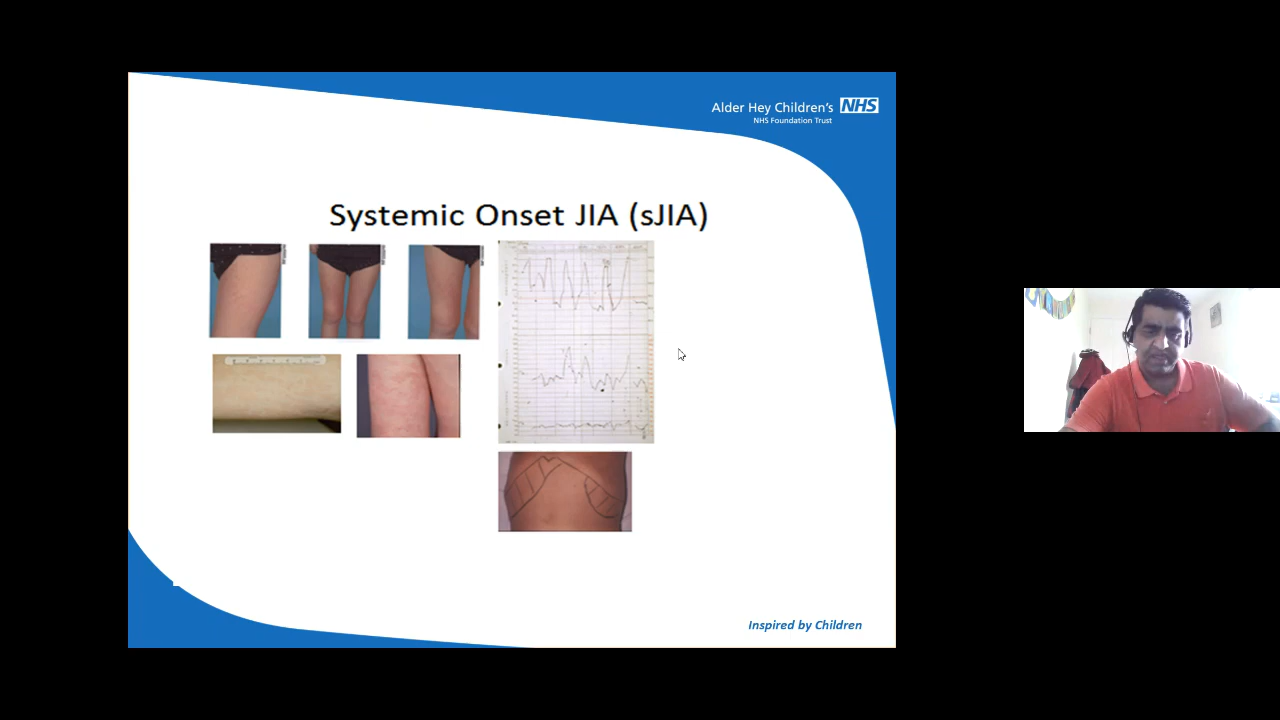 Alder Hey Children's NHS
NHS Foundation Trust
Systemic Onset JIA (sJIA)
Inspired by Children